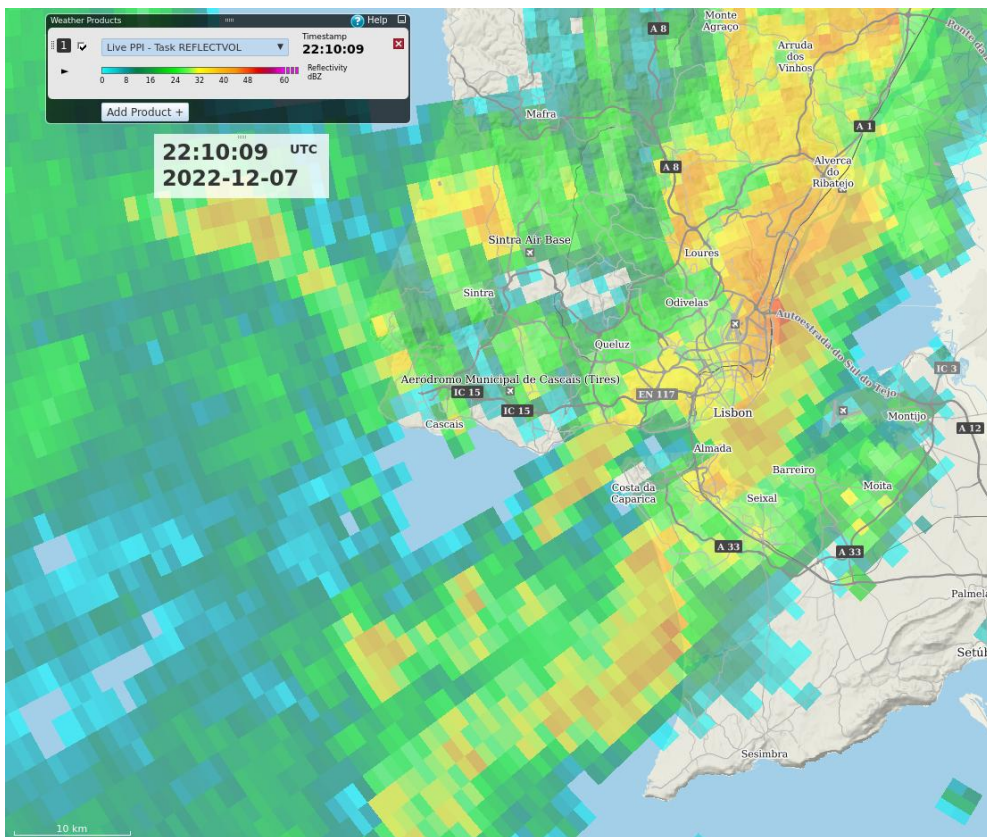 Weather Products
Help
1
Live PPI - Task REFLECTVOL
Timestamp
22:10:09
0 8 16 24 32 40 48 60
Reflectivity
dBZ
Add Product +
22:10:09 UTC
2022-12-07
Monte
Agraço
A 8
Arruda
dos
Vinhos
Mafra
A 1
A 8
Alverca
do
Ribatejo
Sintra Air Base
Loures
Sintra
Odivelas
Autoestrada do Sul do Tejo
Queluz
IC 3
Aerodromo Municipal de Cascais (Tires)
IC 15
EN 117
IC 15
Lisbon
Montijo
Cascais
A 12
Almada
Barreiro
Costa da
Caparica
Seixal
Moita
A 33
A 33
Palmela
Setúb
Sesimbra
10 km